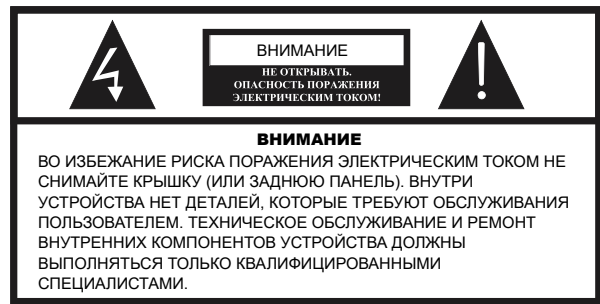 ВНИМАНИЕ
НЕ ОТКРЫВАТЬ.
ОПАСНОСТЬ ПОРАЖЕНИЯ
ЭЛЕКТРИЧЕСКИМ ТОКОМ!
ВНИМАНИЕ
ВО ИЗБЕЖАНИЕ РИСКА ПОРАЖЕНИЯ ЭЛЕКТРИЧЕСКИМ ТОКОМ НЕ
СНИМАЙТЕ КРЫШКУ (ИЛИ ЗАДНЮЮ ПАНЕЛЬ). ВНУТРИ
УСТРОЙСТВА НЕТ ДЕТАЛЕЙ, КОТОРЫЕ ТРЕБУЮТ ОБСЛУЖИВАНИЯ
ПОЛЬЗОВАТЕЛЕМ. ТЕХНИЧЕСКОЕ ОБСЛУЖИВАНИЕ И РЕМОНТ
ВНУТРЕННИХ КОМПОНЕНТОВ УСТРОЙСТВА ДОЛЖНЫ
ВЫПОЛНЯТЬСЯ ТОЛЬКО КВАЛИФИЦИРОВАННЫМИ
СПЕЦИАЛИСТАМИ.